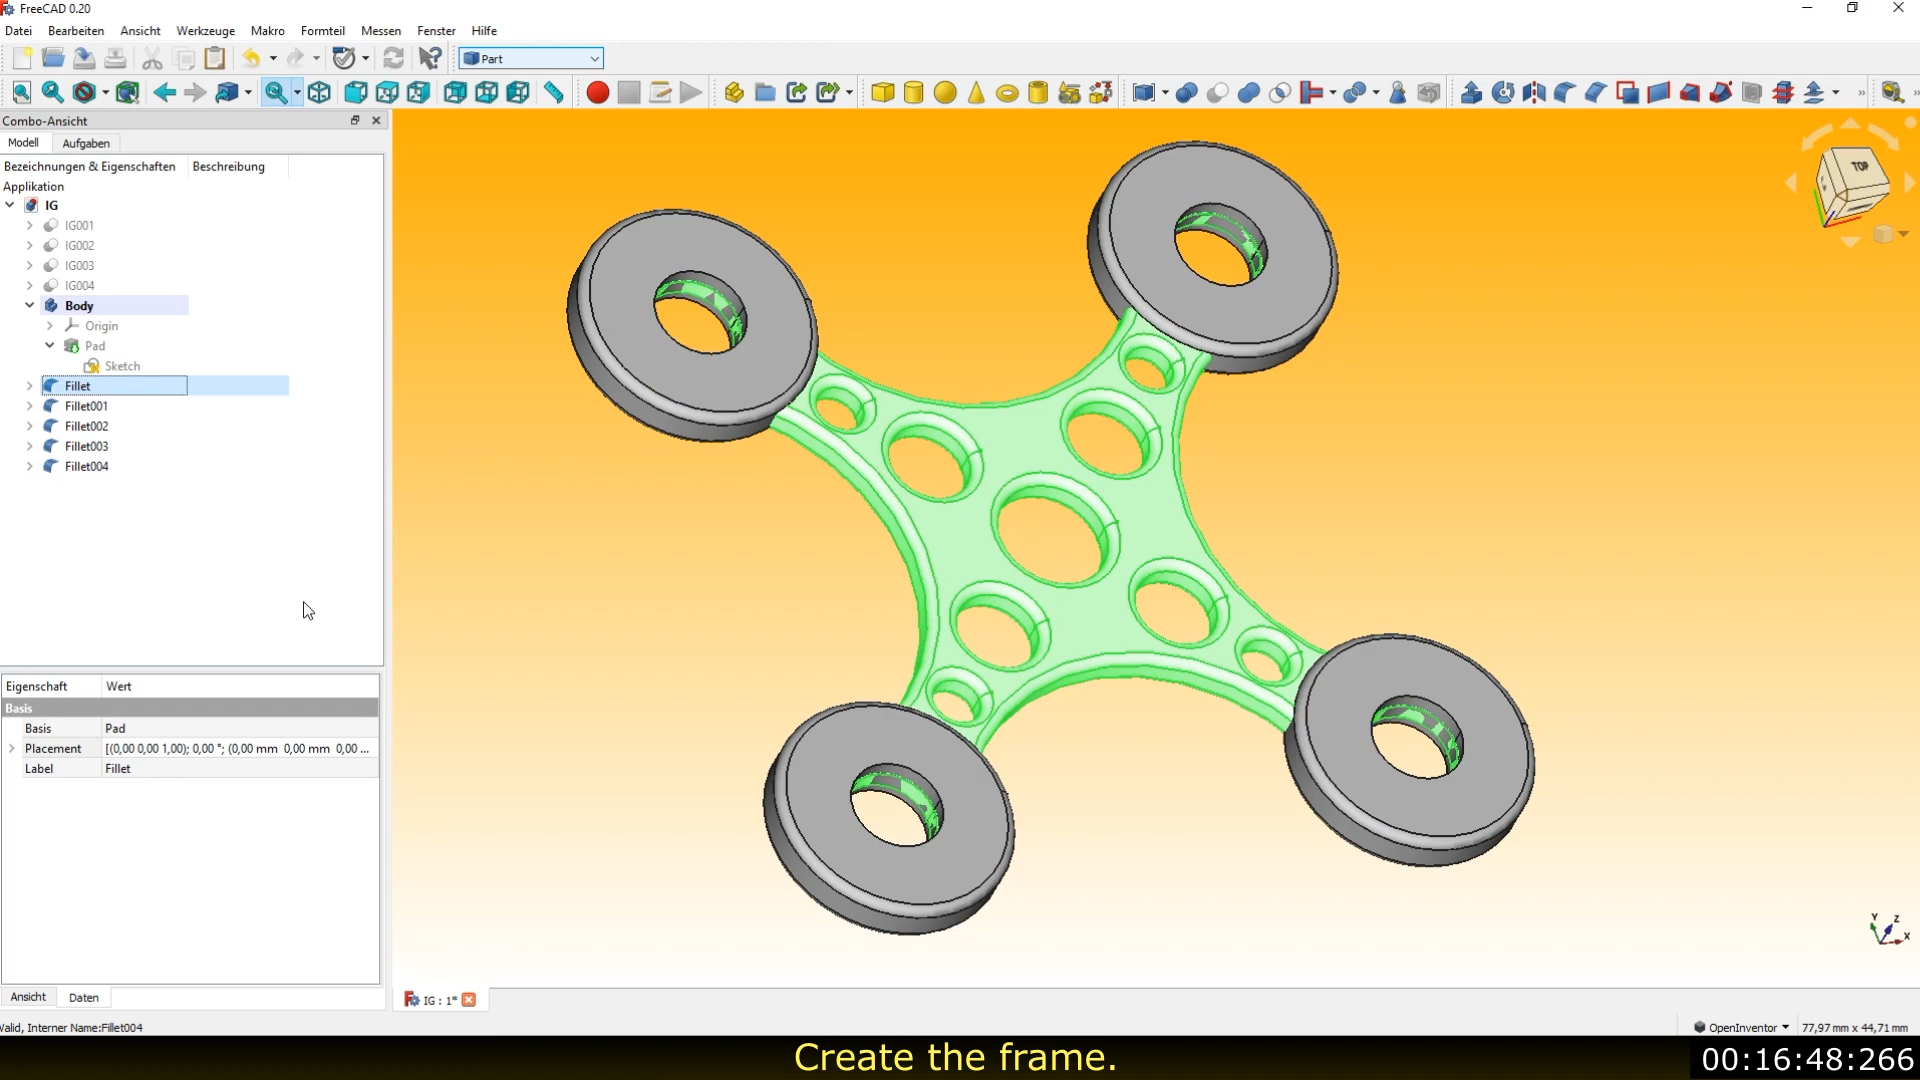 FreeCAD 0.20
Datei Bearbeiten Ansicht Werkzeuge Makro Formteil Messen Fenster Hilfe
Part
Combo-Ansicht
Modell Aufgaben
Bezeichnungen & Eigenschaften Beschreibung
Applikation
IG
IG001
IG002
IG003
IG004
Body
Origin
Pad
Sketch
Fillet
Fillet001
Fillet002
Fillet003
Fillet004
TOP
Eigenschaft Wert
Basis
Basis Pad
Placement [(0,00 0,00 1,00); 0,00 °; (0,00 mm 0,00 mm 0,00 ...
Label Fillet
Y Z X
Ansicht Daten
IG : 1*
Valid, Interner Name:Fillet004
OpenInventor 77,97 mm x 44,71 mm
Create the frame.
00:16:48:266